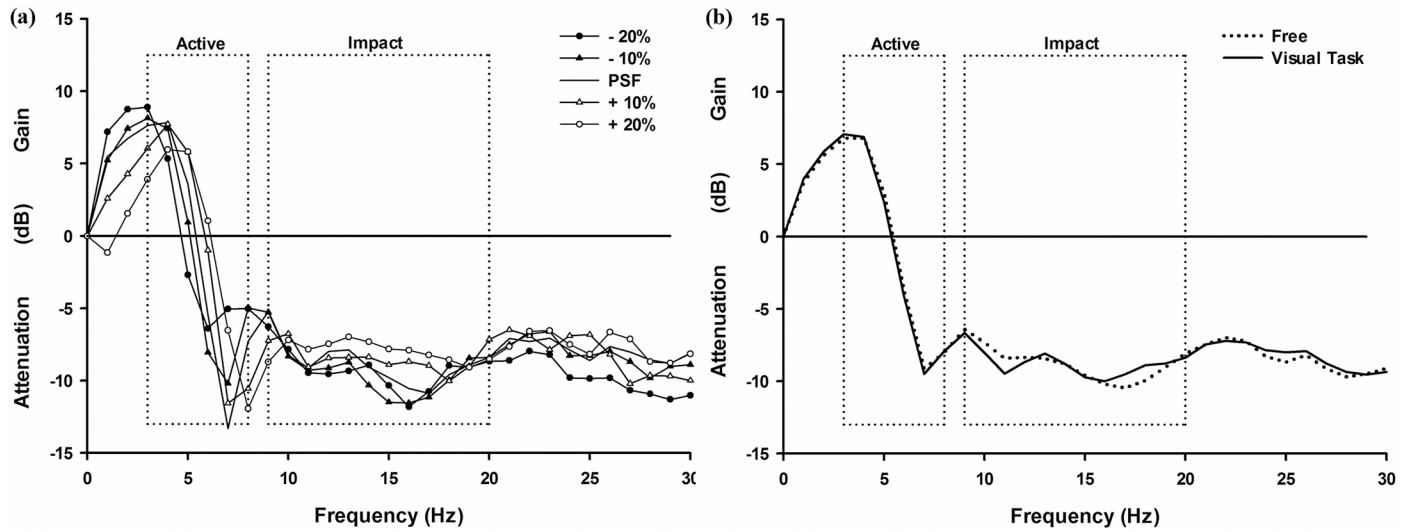 (a)
Active
Impact
- 20%
- 10%
PSF
+ 10%
+ 20%
15
10
5
0
-5
-10
-15
Gain
(dB)
Attenuation
0
5
10
15
20
25
30
Frequency (Hz)
(b)
Active
Impact
Free
Visual Task
15
10
5
0
-5
-10
-15
Gain
(dB)
Attenuation
0
5
10
15
20
25
30
Frequency (Hz)